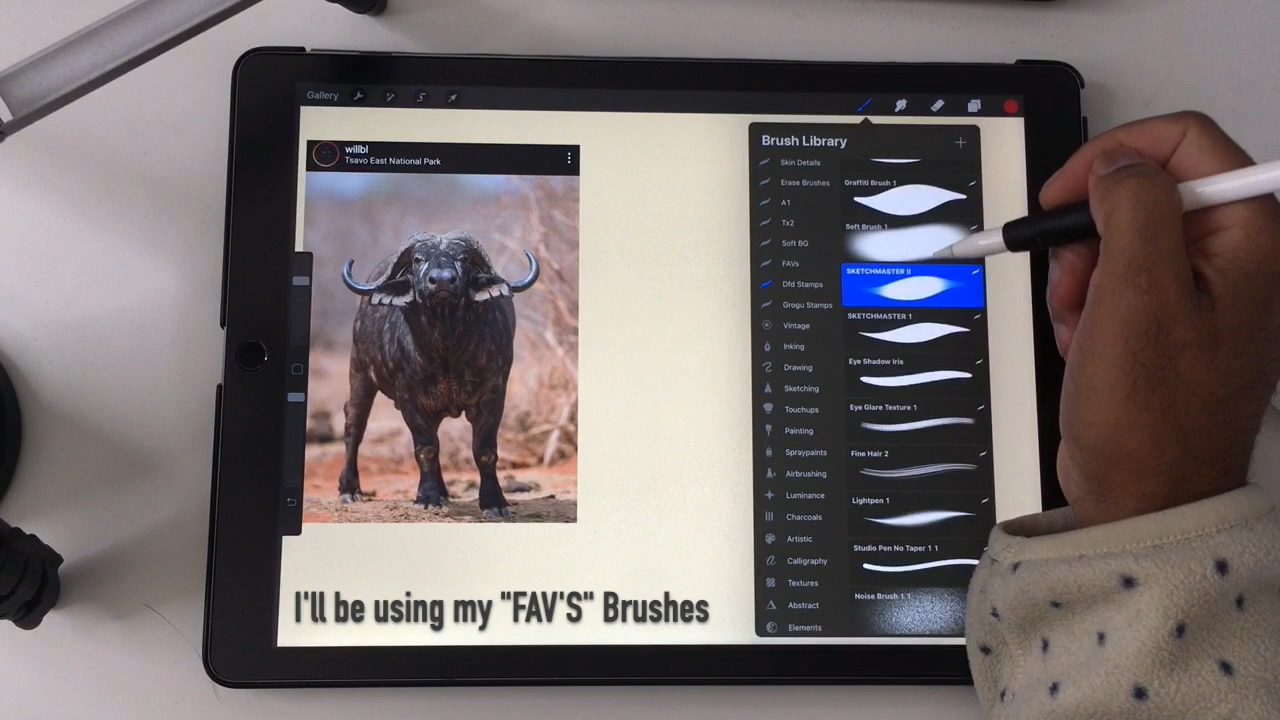 Gallery
willbl
Tsavo East National Park
Brush Library
Skin Details
Erase Brushes
A1
Tx2
Soft BG
FAVs
Dfd Stamps
Grogu Stamps
Vintage
Inking
Drawing
Sketching
Touchups
Painting
Spraypaints
Airbrushing
Luminance
Charcoals
Artistic
Calligraphy
Textures
Abstract
Elements
Graffiti Brush 1
Soft Brush 1
SKETCHMASTER II
SKETCHMASTER 1
Eye Shadow Iris
Eye Glare Texture 1
Fine Hair 2
Lightpen 1
Studio Pen No Taper 1 1
Noise Brush 1 1
I'll be using my "FAV'S" Brushes